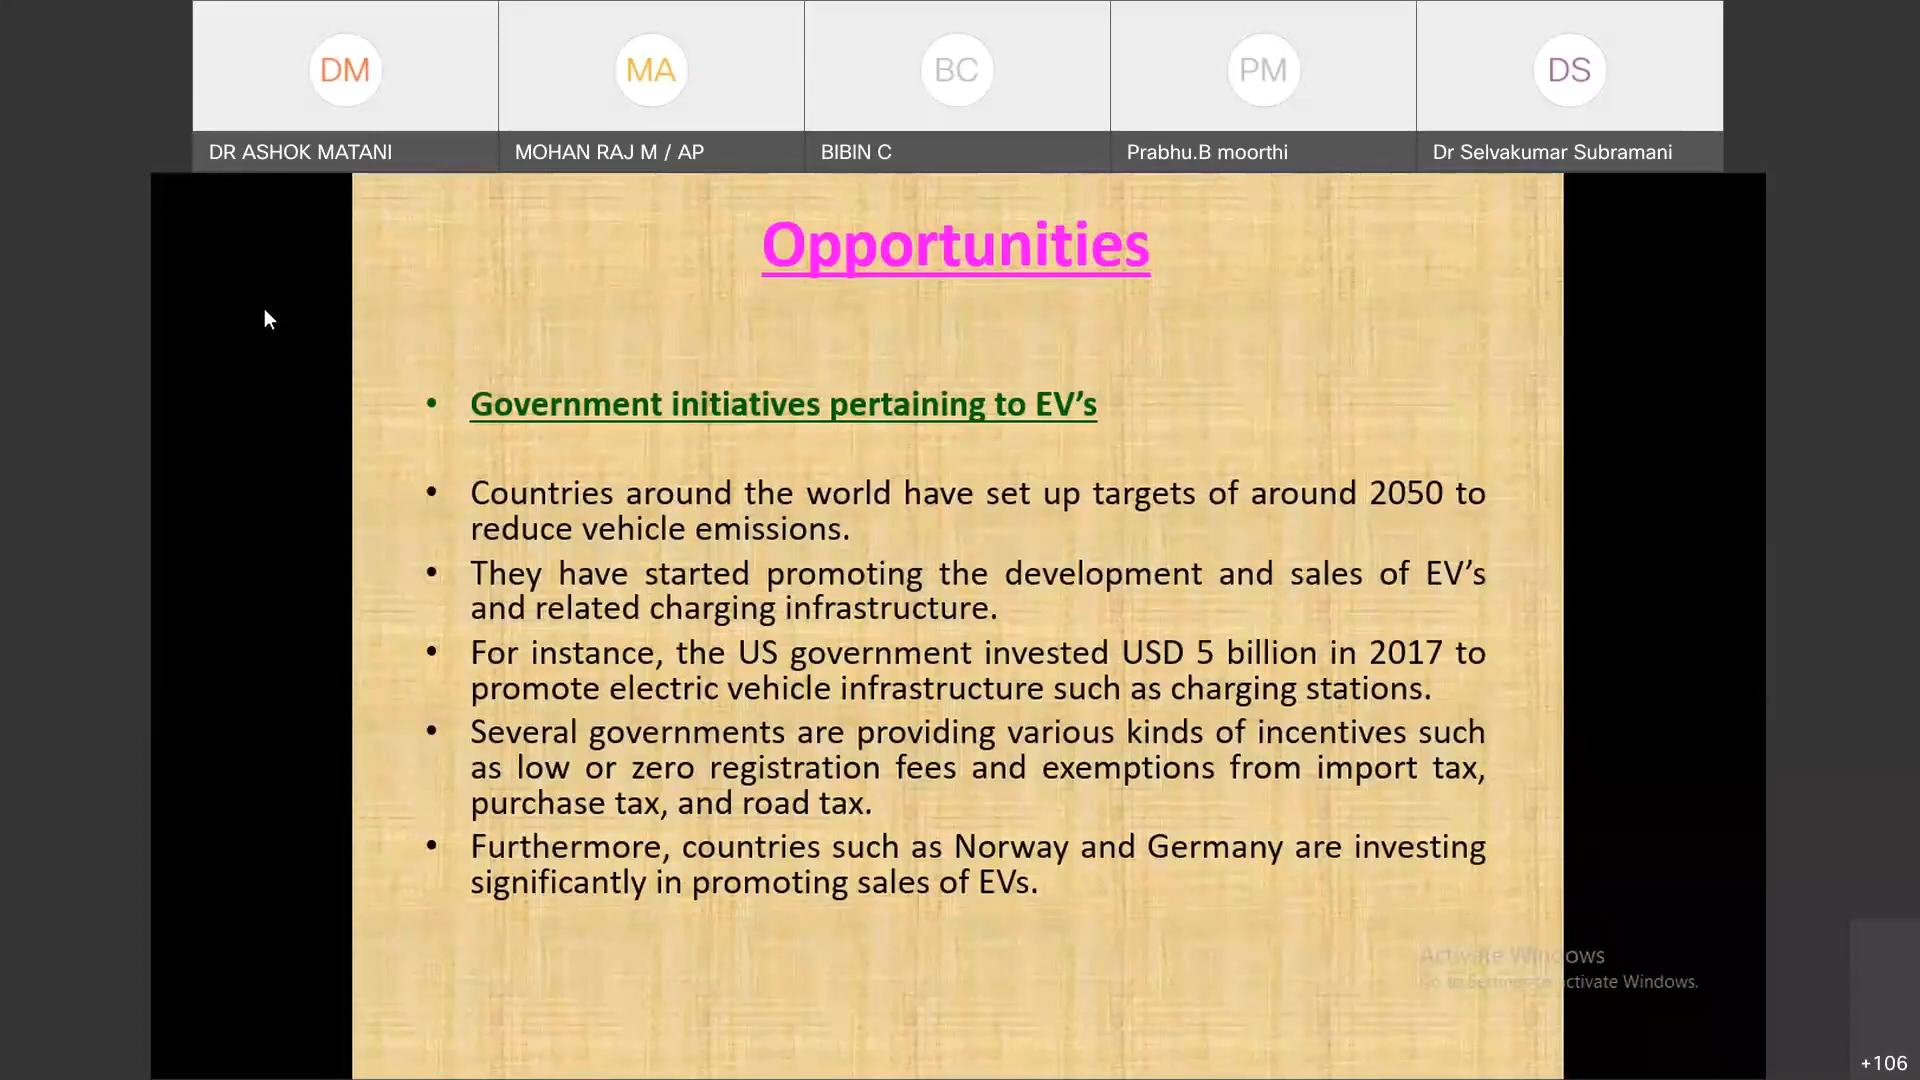 DM
MA
BC
PM
DS
DR ASHOK MATANI
MOHAN RAJ M / AP
BIBIN C
Prabhu.B moorthi
Dr Selvakumar Subramani
Opportunities
• Government initiatives pertaining to EV’s
• Countries around the world have set up targets of around 2050 to
reduce vehicle emissions.
• They have started promoting the development and sales of EV’s
and related charging infrastructure.
• For instance, the US government invested USD 5 billion in 2017 to
promote electric vehicle infrastructure such as charging stations.
• Several governments are providing various kinds of incentives such
as low or zero registration fees and exemptions from import tax,
purchase tax, and road tax.
• Furthermore, countries such as Norway and Germany are investing
significantly in promoting sales of EVs.
Activate Windows
Go to Settings to activate Windows.
+106